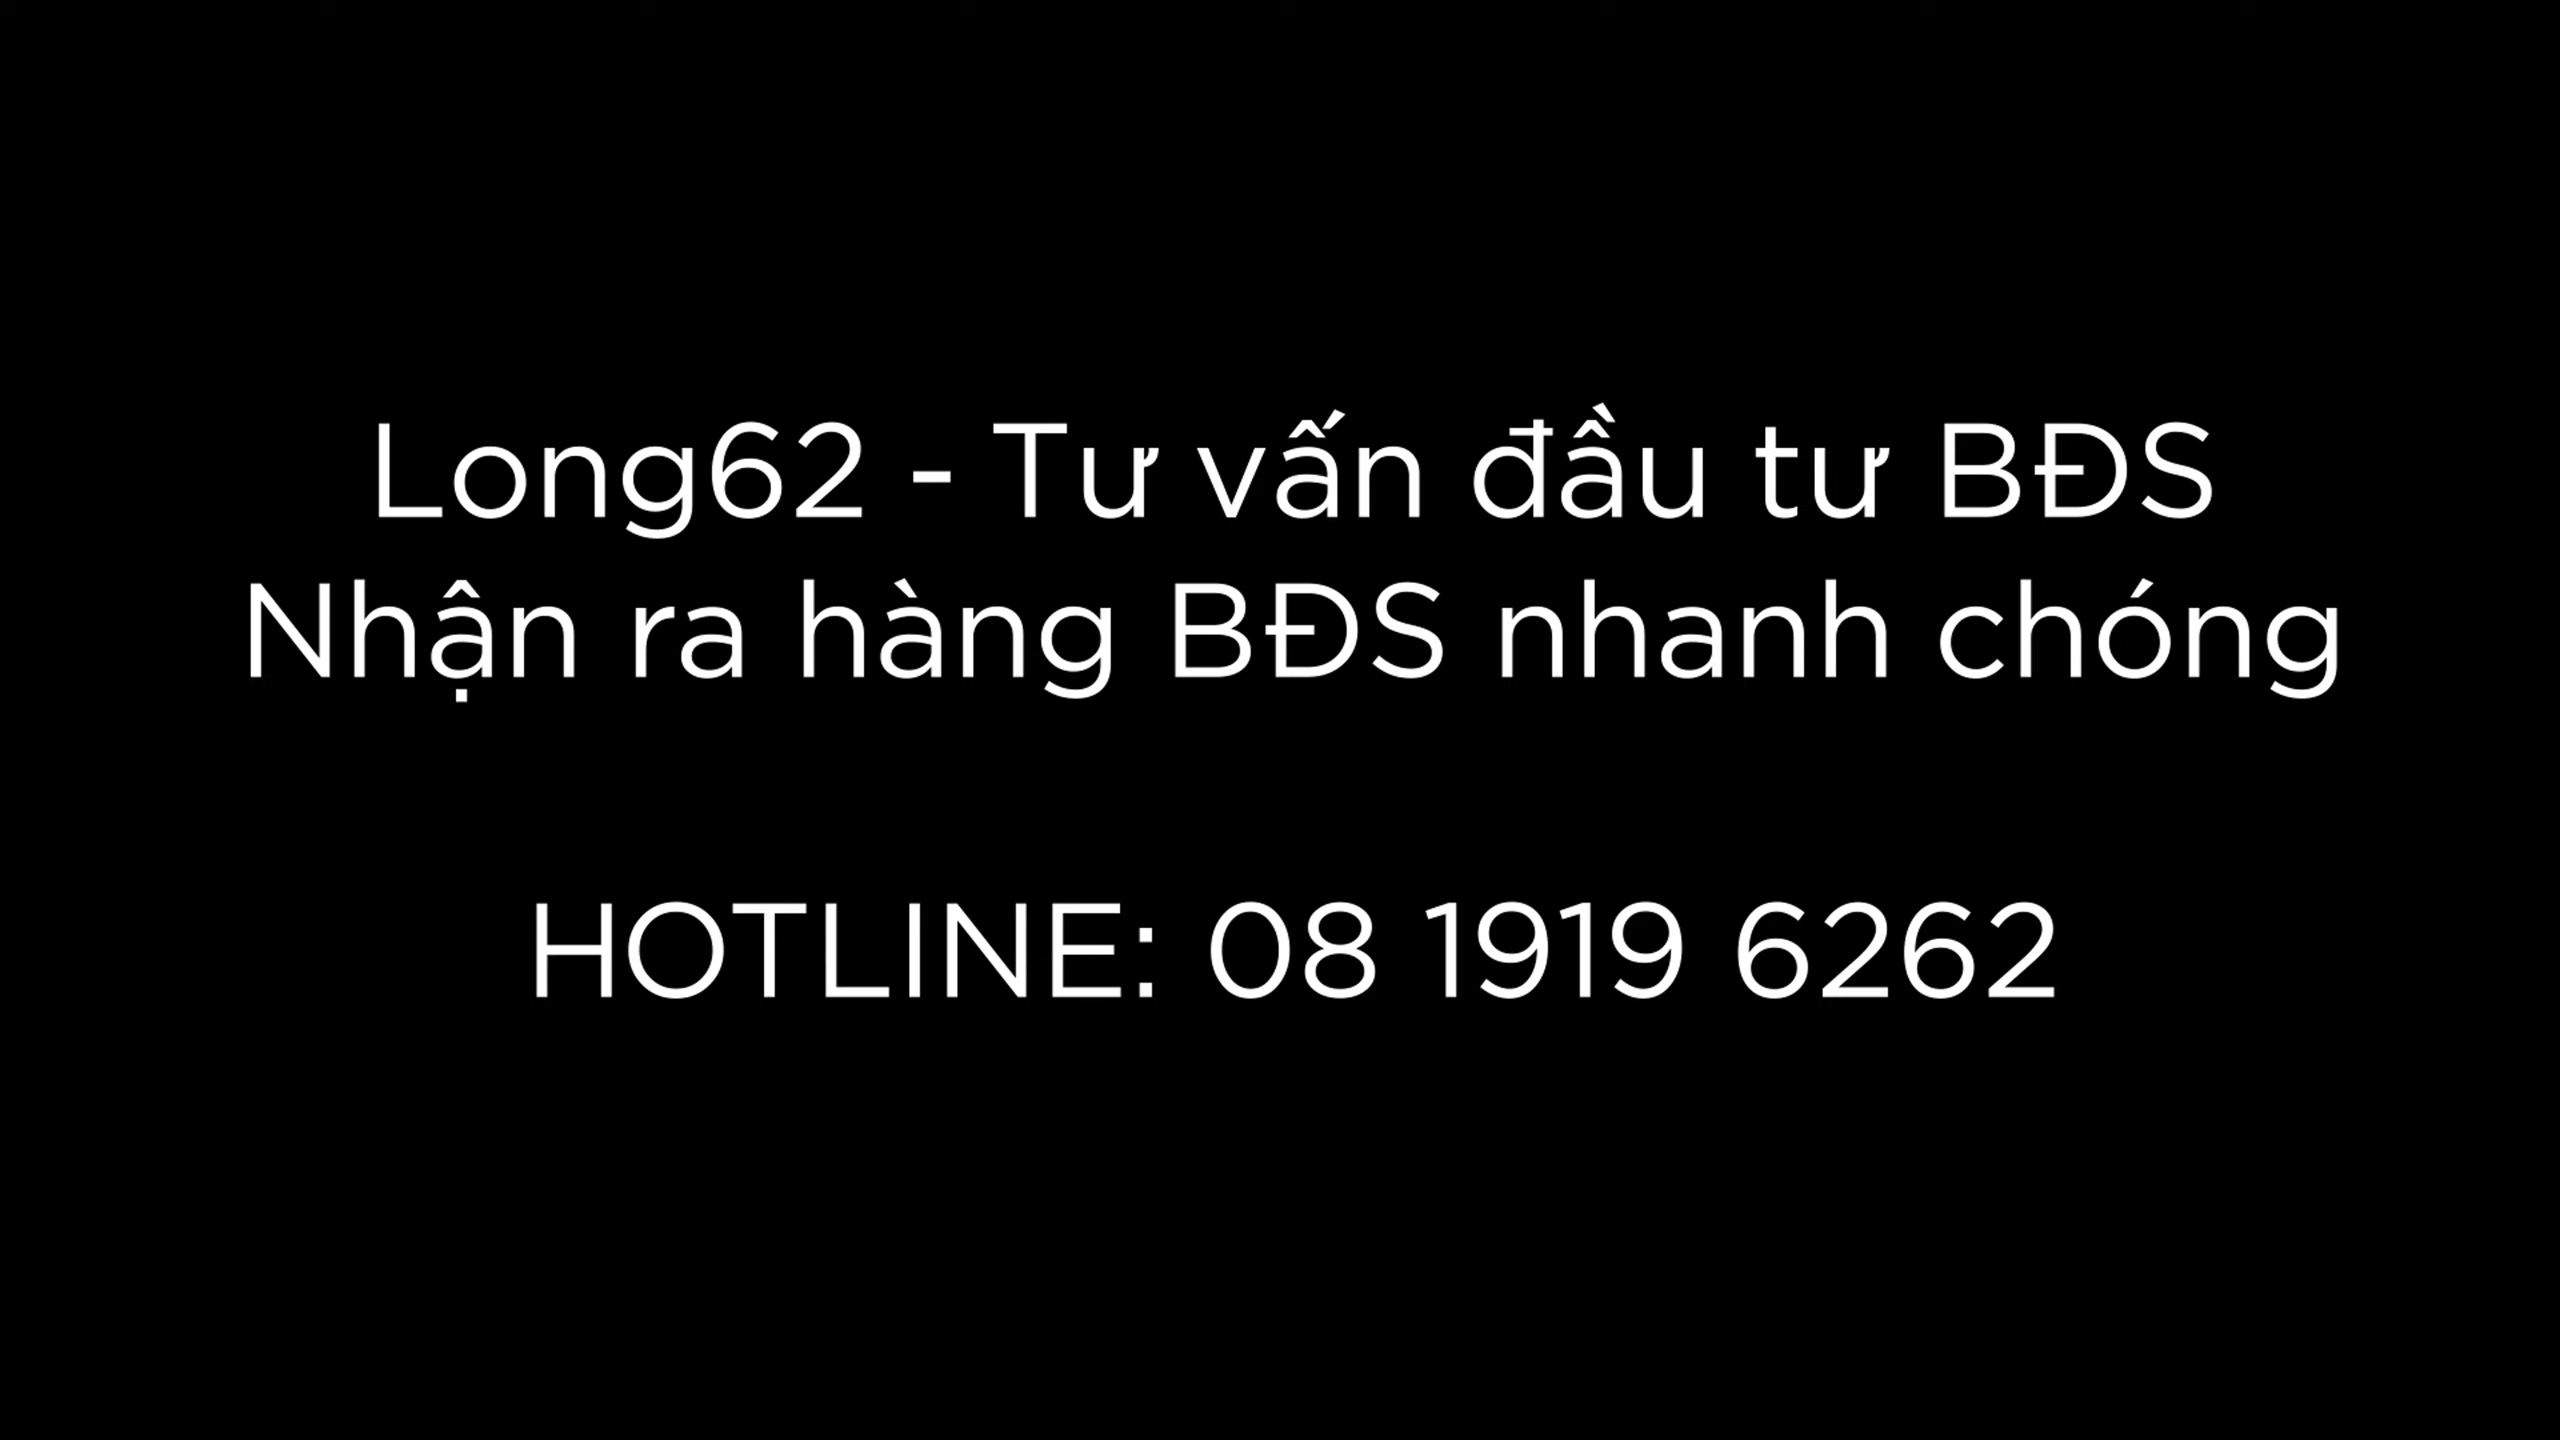 Long62 - Tư vấn đầu tư BĐS
Nhận ra hàng BĐS nhanh chóng
HOTLINE: 08 1919 6262